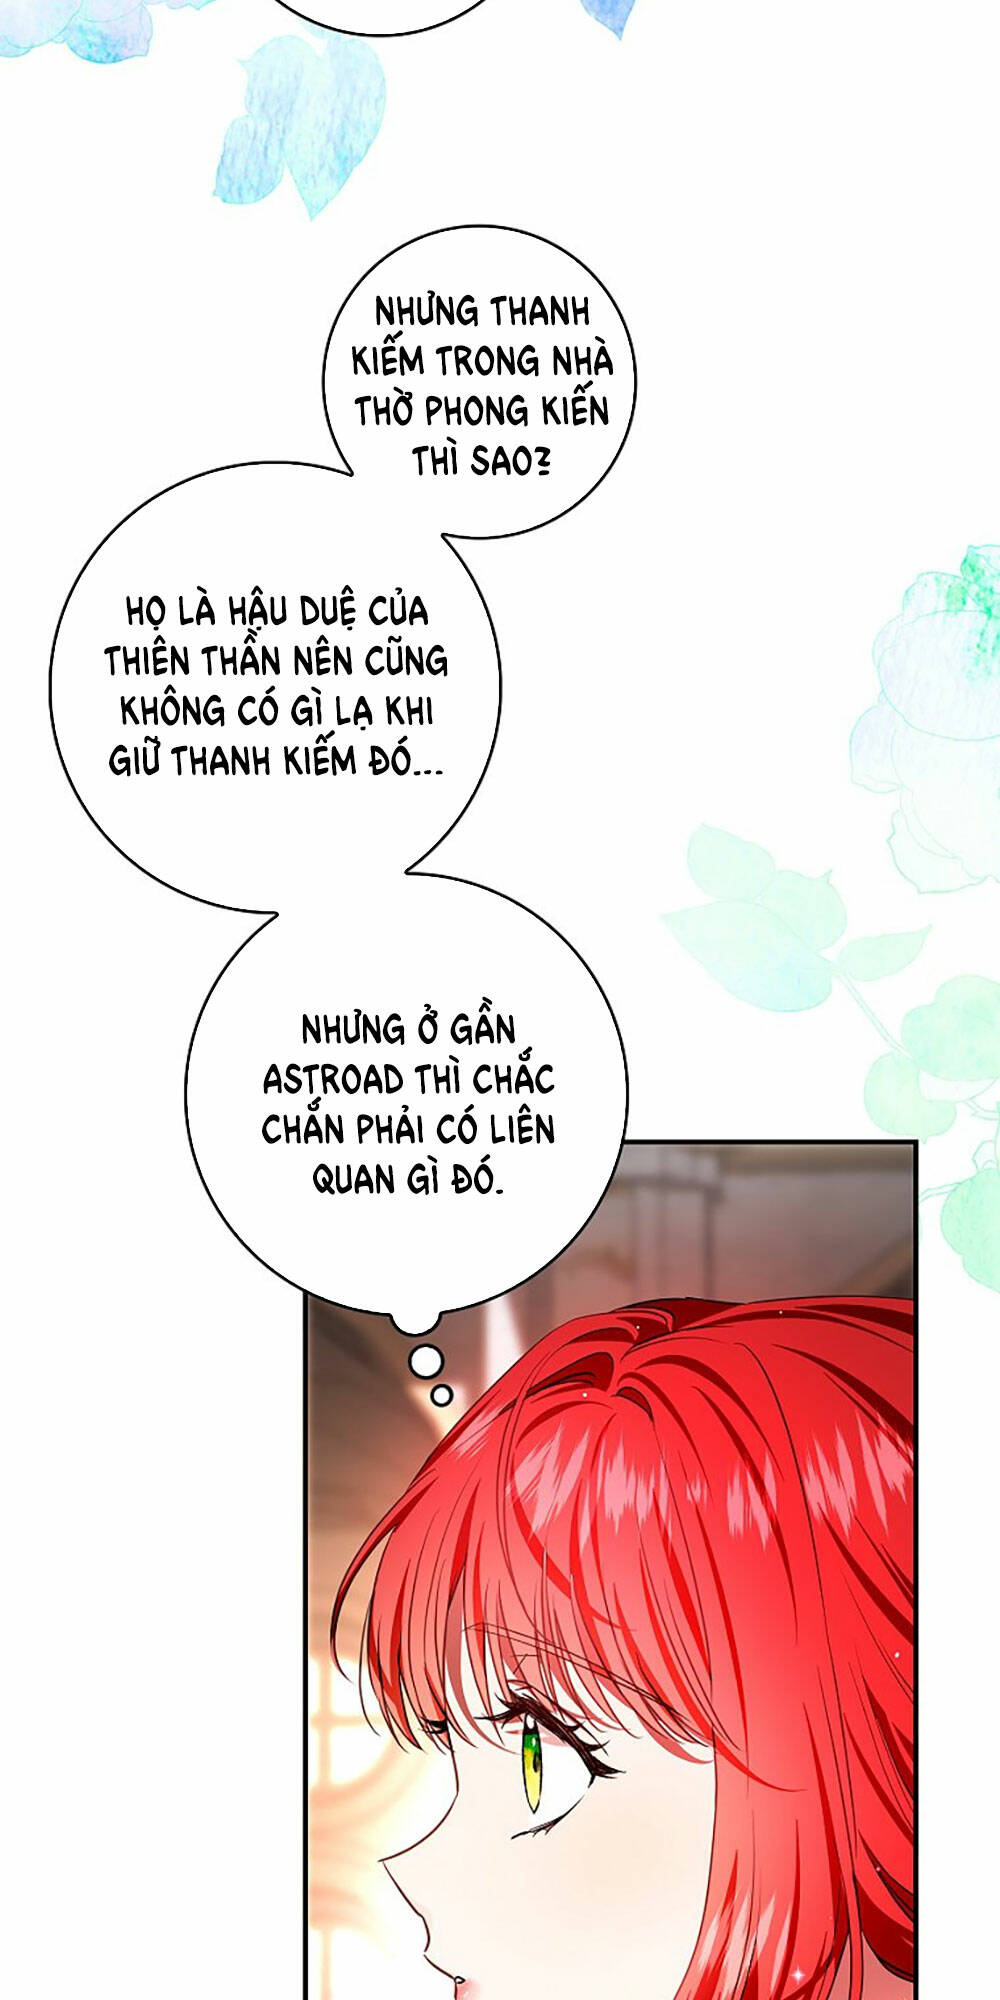 NHƯNG THANH
KIẾM TRONG NHÀ
THỜ PHONG KIẾN
THÌ SAO?
HỌ LÀ HẬU DUỆ CỦA
THIÊN THẦN NÊN CŨNG
KHÔNG CÓ GÌ LẠ KHI
GIỮ THANH KIẾM ĐÓ...
NHƯNG Ở GẦN
ASTROAD THÌ CHẮC
CHẮN PHẢI CÓ LIÊN
QUAN GÌ ĐÓ.